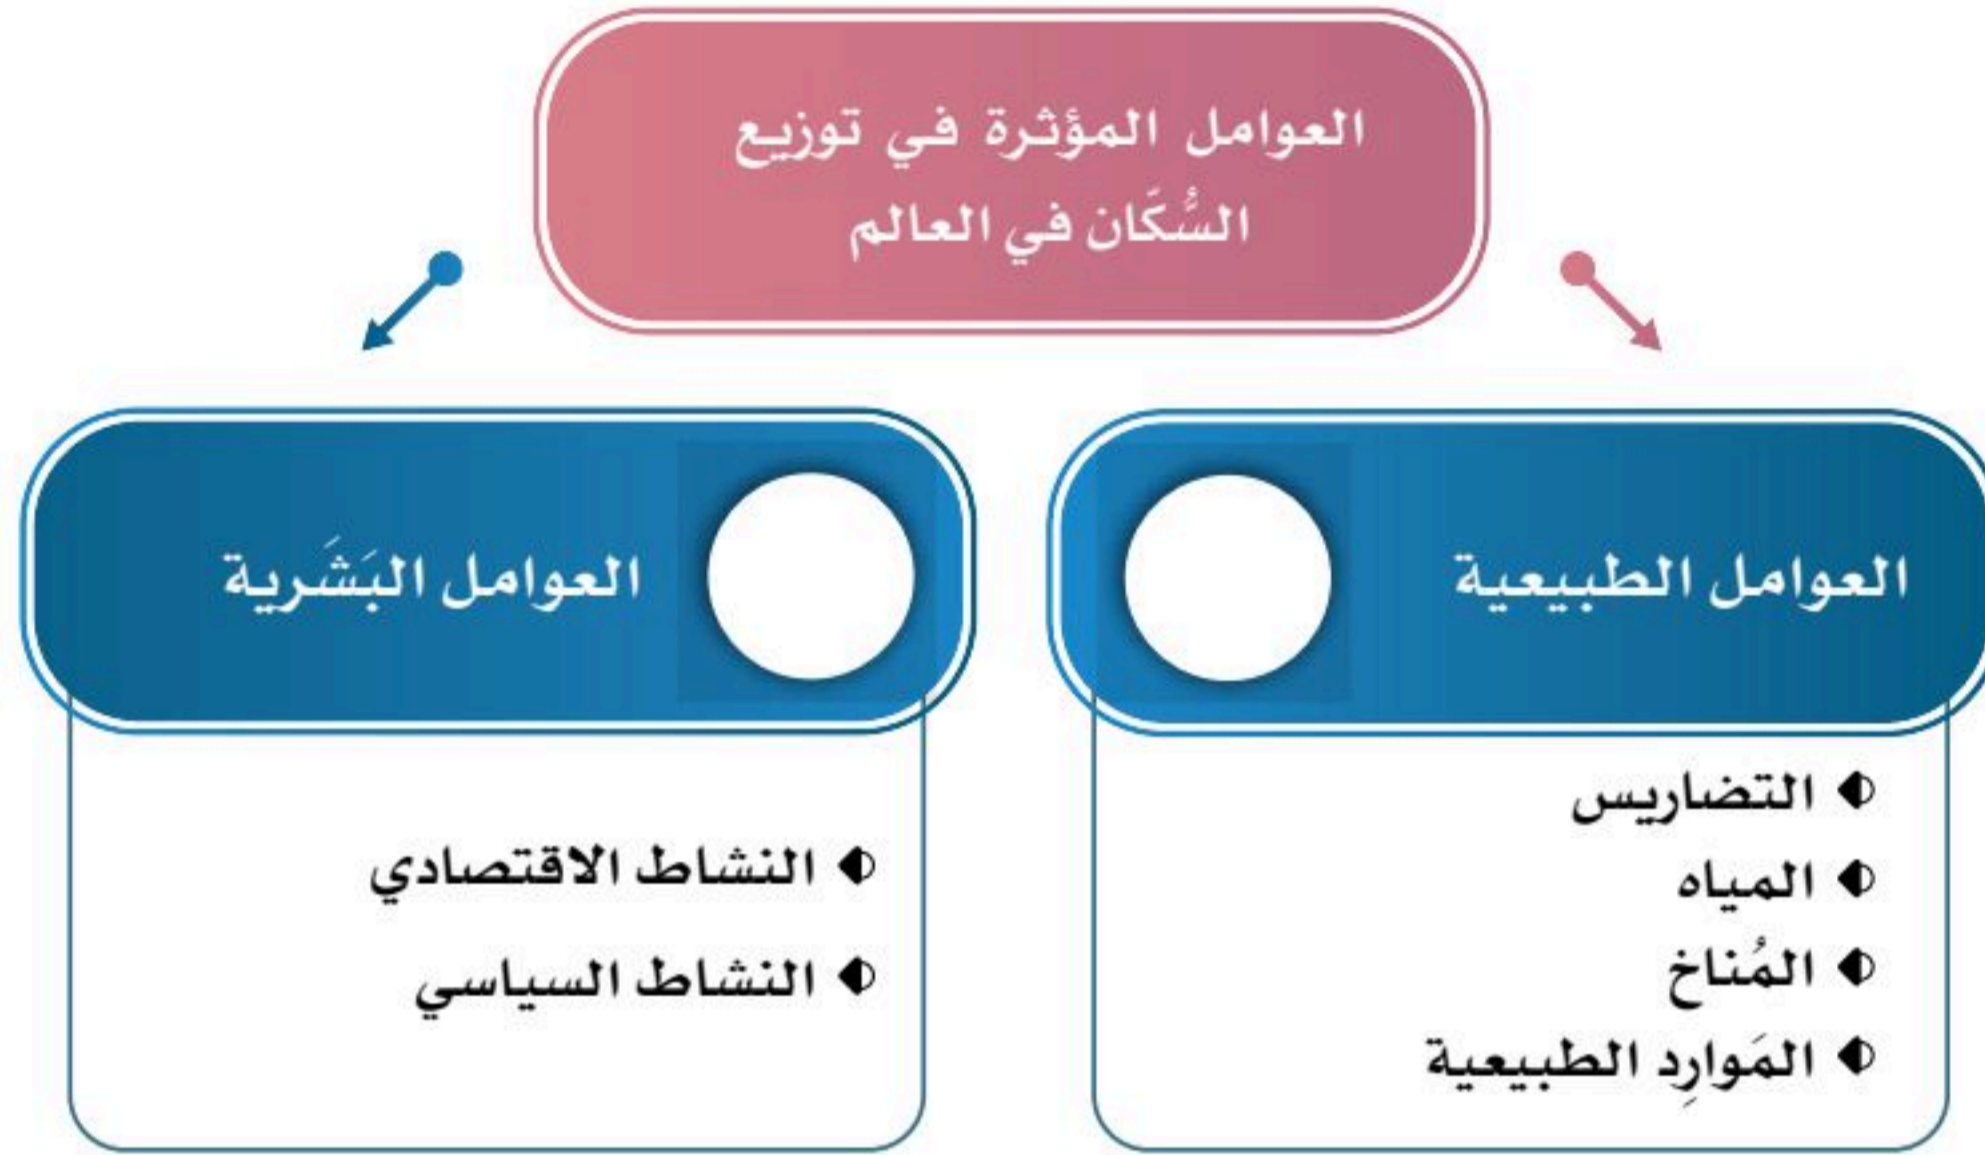 العوامل المؤثرة في توزيع
السُّكّان في العالم
العوامل الطبيعية
التضاريس
المياه
المُناخ
المَوارِد الطبيعية
العوامل البَشَرية
النشاط الاقتصادي
النشاط السياسي